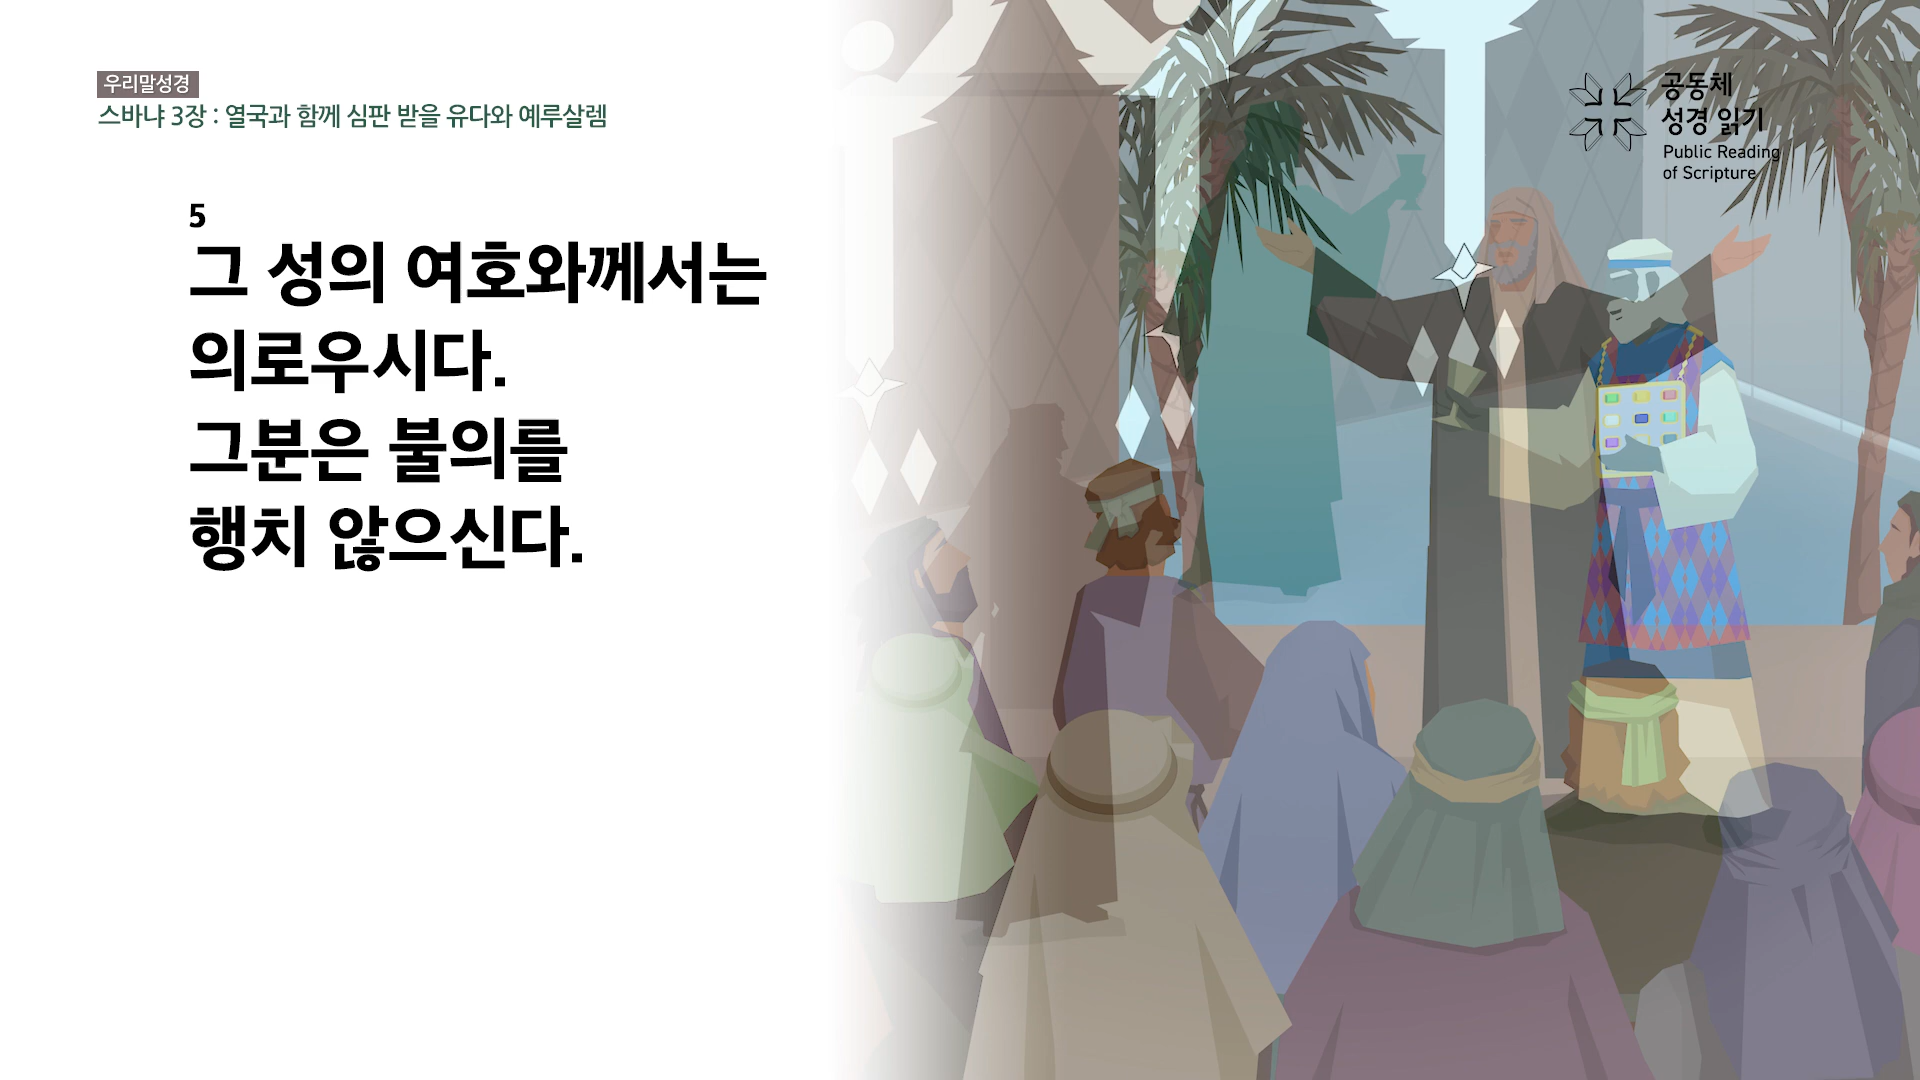 우리말성경
스바냐 3장 : 열국과 함께 심판 받을 유다와 예루살렘
5
그 성의 여호와께서는
의로우시다.
그분은 불의를
행치 않으신다.
공동체
성경 읽기
Public Reading
of Scripture